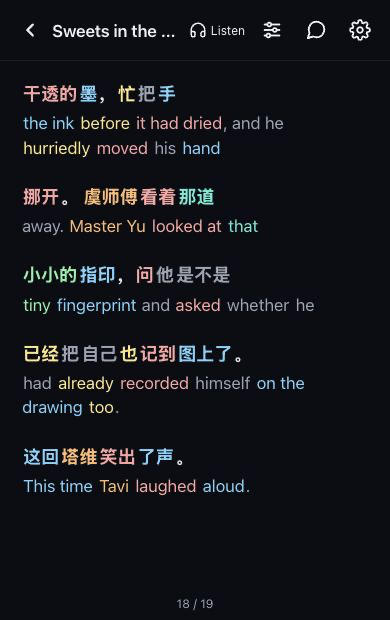 Sweets in the ...
Listen
干透的墨，忙把手
the ink before it had dried, and he
hurriedly moved his hand
挪开。虞师傅看着那道
away. Master Yu looked at that
小小的指印，问他是不是
tiny fingerprint and asked whether he
已经把自己也记到图上了。
had already recorded himself on the
drawing too.
这回塔维笑出了声。
This time Tavi laughed aloud.
18 / 19